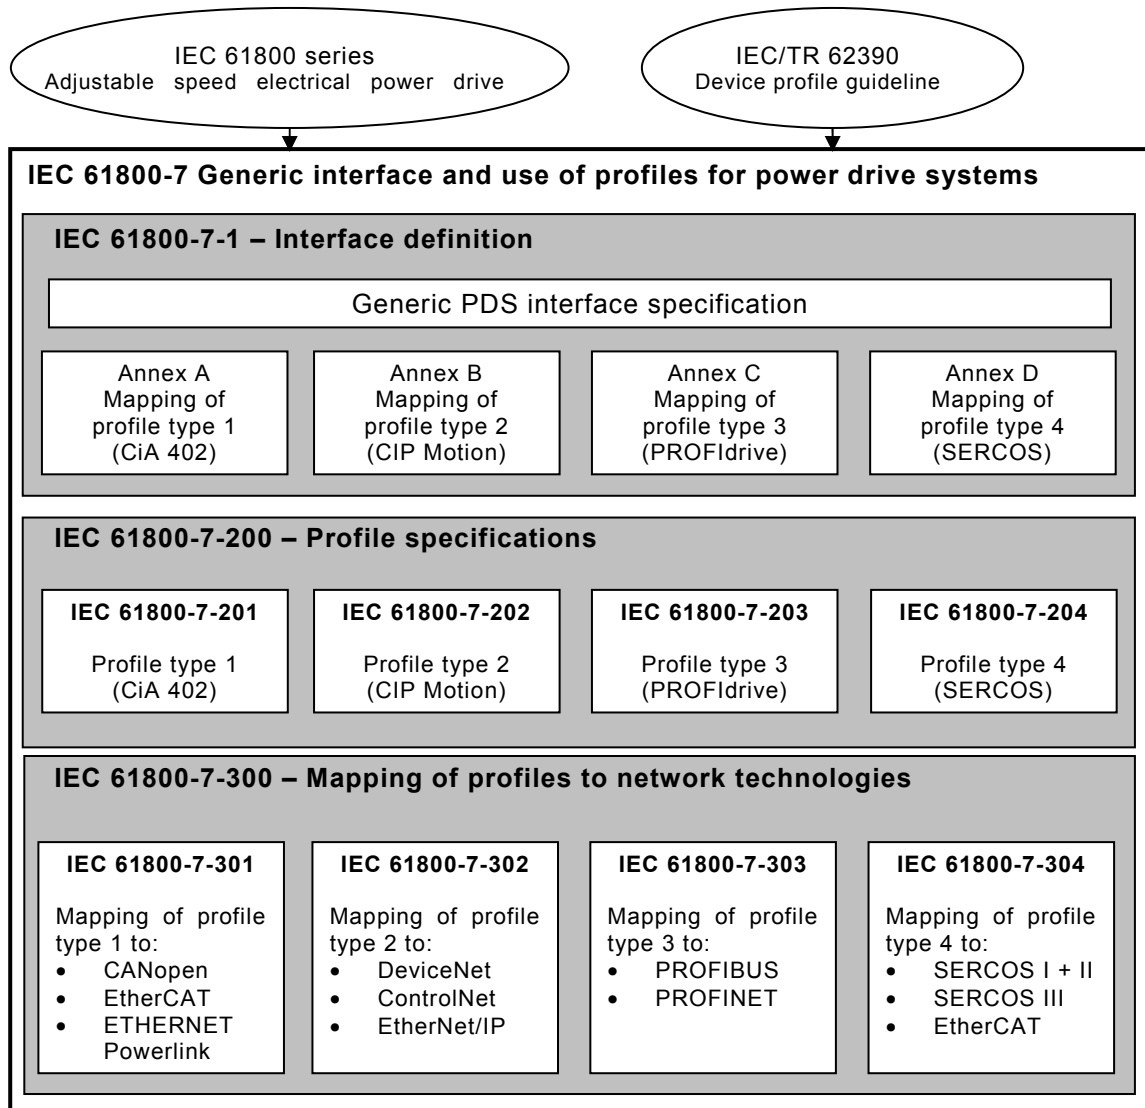 IEC 61800 series
Adjustable speed electrical power drive
IEC/TR 62390
Device profile guideline
IEC 61800-7 Generic interface and use of profiles for power drive systems
IEC 61800-7-1 – Interface definition
Generic PDS interface specification
Annex A
Mapping of
profile type 1
(CiA 402)
Annex B
Mapping of
profile type 2
(CIP Motion)
Annex C
Mapping of
profile type 3
(PROFIdrive)
Annex D
Mapping of
profile type 4
(SERCOS)
IEC 61800-7-200 – Profile specifications
IEC 61800-7-201
Profile type 1
(CiA 402)
IEC 61800-7-202
Profile type 2
(CIP Motion)
IEC 61800-7-203
Profile type 3
(PROFIdrive)
IEC 61800-7-204
Profile type 4
(SERCOS)
IEC 61800-7-300 – Mapping of profiles to network technologies
IEC 61800-7-301
Mapping of profile
type 1 to:
• CANopen
• EtherCAT
• ETHERNET
Powerlink
IEC 61800-7-302
Mapping of profile
type 2 to:
• DeviceNet
• ControlNet
• EtherNet/IP
IEC 61800-7-303
Mapping of profile
type 3 to:
• PROFIBUS
• PROFINET
IEC 61800-7-304
Mapping of profile
type 4 to:
• SERCOS I + II
• SERCOS III
• EtherCAT